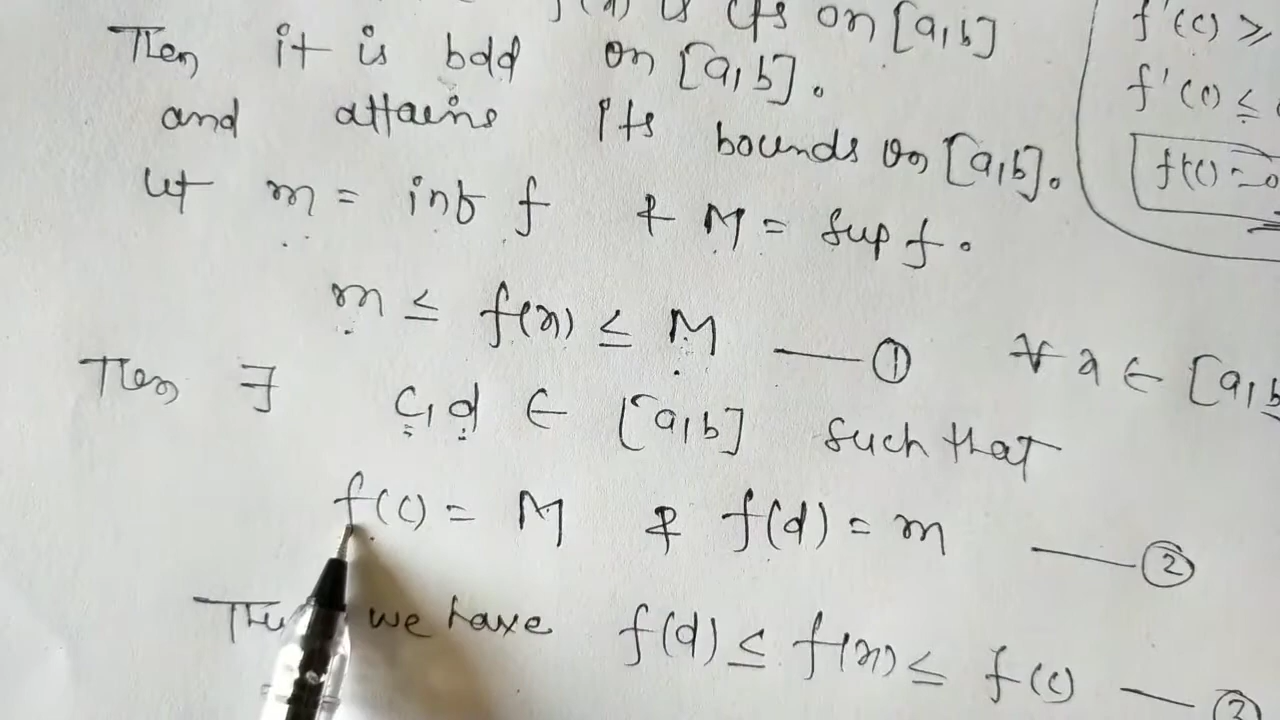 is cts on [a,b]
Then it is bdd on [a,b].
and attains its bounds on [a,b].
let m = inf f & M = sup f.
m ≤ f(x) ≤ M — ① ∀ x ∈ [a,b
Then ∃ c,d ∈ [a,b] such that
f(c) = M & f(d) = m — ②
we have f(d) ≤ f(x) ≤ f(c) — ③
f'(c) ≥
f'(c) ≤
f'(c) = 0